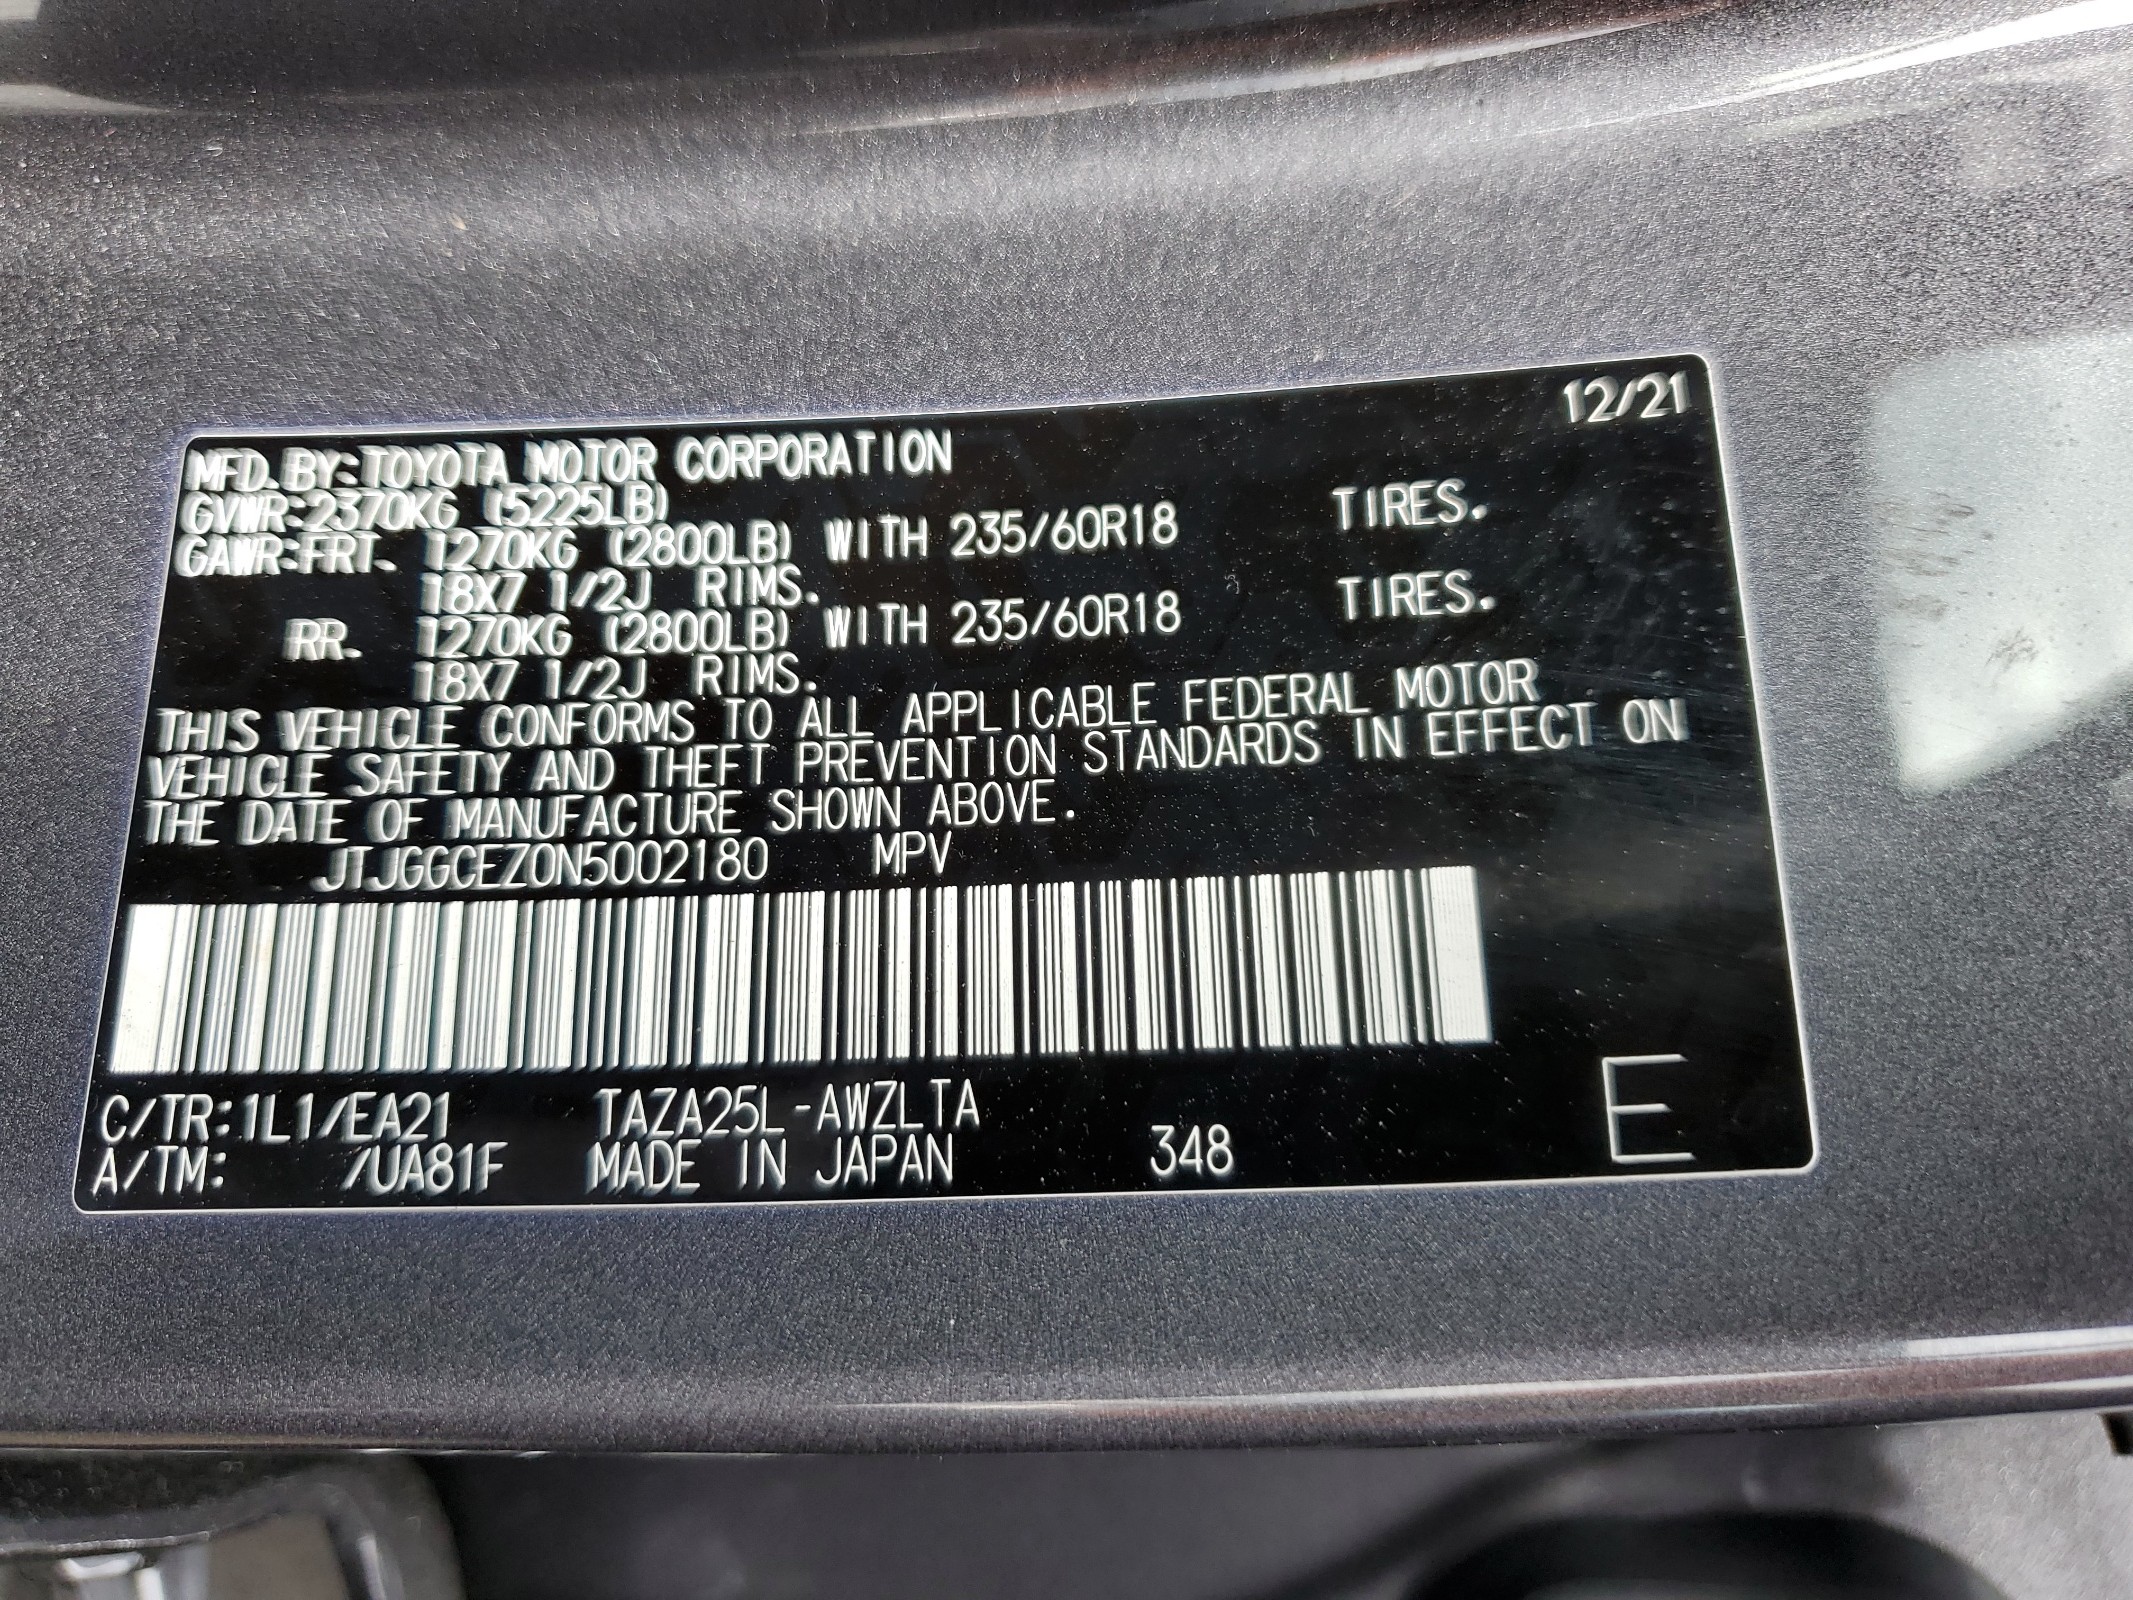 12/21
MFD.BY:TOYOTA MOTOR CORPORATION
GVWR:2370KG (5225LB)
GAWR:FRT. 1270KG (2800LB) WITH 235/60R18 TIRES.
18X7 1/2J RIMS.
RR. 1270KG (2800LB) WITH 235/60R18 TIRES.
18X7 1/2J RIMS.
THIS VEHICLE CONFORMS TO ALL APPLICABLE FEDERAL MOTOR
VEHICLE SAFETY AND THEFT PREVENTION STANDARDS IN EFFECT ON
THE DATE OF MANUFACTURE SHOWN ABOVE.
JTJGGCEZ0N5002180 MPV
C/TR:1L1/EA21 TAZA25L-AWZLTA
A/TM: /UA81F MADE IN JAPAN 348 E